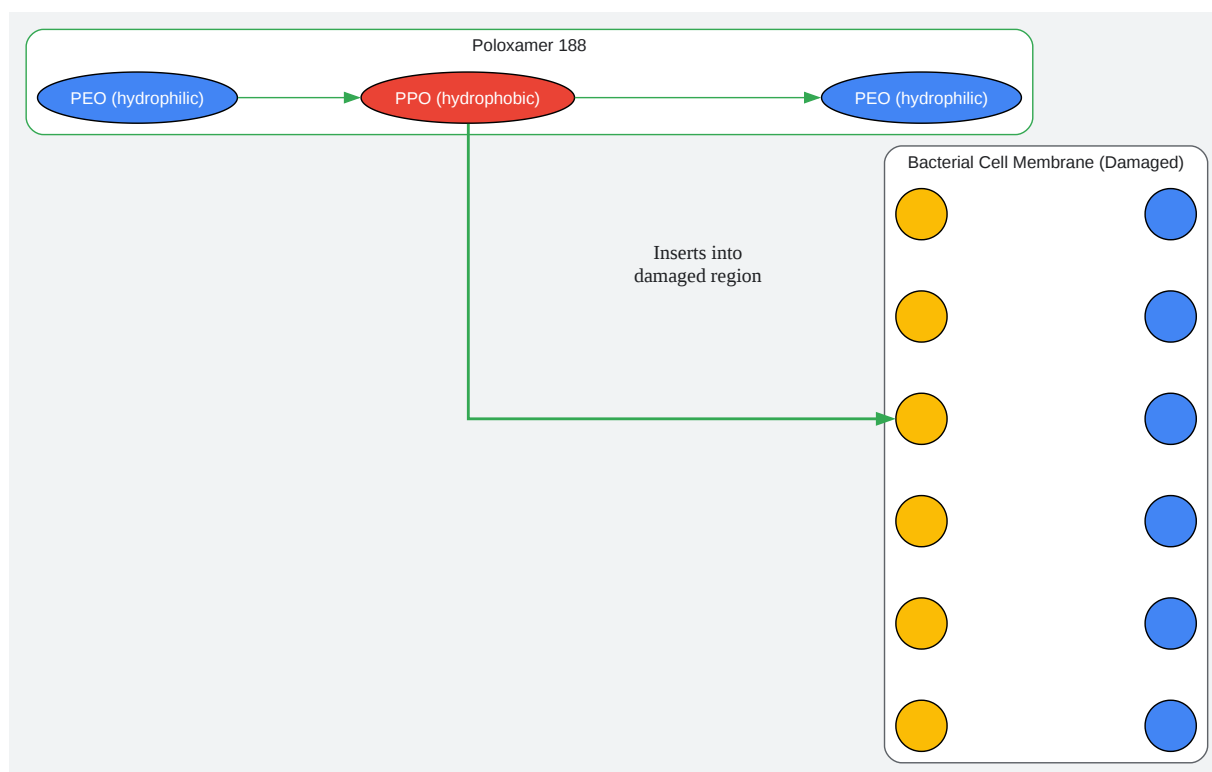 Poloxamer 188
PEO (hydrophilic)
PPO (hydrophobic)
PEO (hydrophilic)
Bacterial Cell Membrane (Damaged)
Inserts into
damaged region